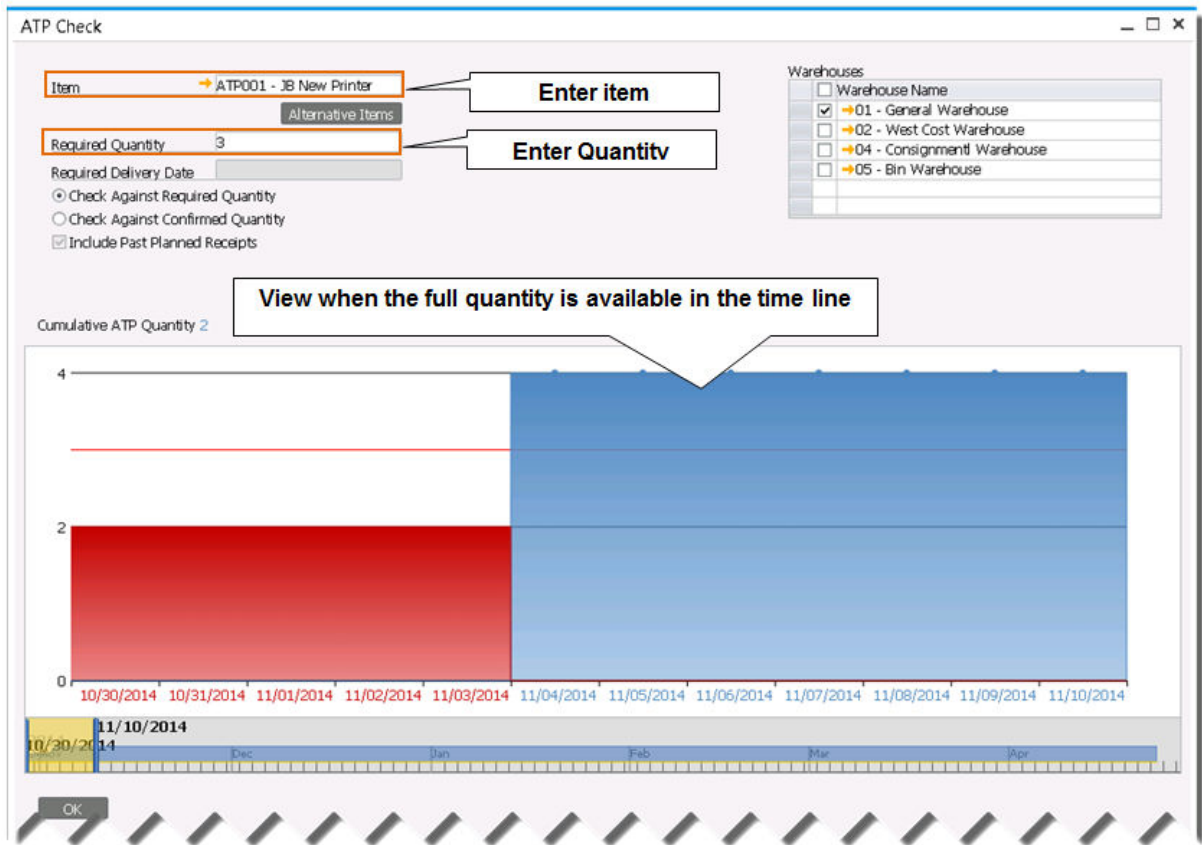 ATP Check
Item
ATP001 - JB New Printer
Enter item
Alternative Items
Required Quantity
3
Enter Quantity
Required Delivery Date
Check Against Required Quantity
Check Against Confirmed Quantity
Include Past Planned Receipts
Warehouses
Warehouse Name
01 - General Warehouse
02 - West Cost Warehouse
04 - Consignmentl Warehouse
05 - Bin Warehouse
View when the full quantity is available in the time line
Cumulative ATP Quantity 2
4
2
0
10/30/2014 10/31/2014 11/01/2014 11/02/2014 11/03/2014 11/04/2014 11/05/2014 11/06/2014 11/07/2014 11/08/2014 11/09/2014 11/10/2014
11/10/2014
10/30/2014
Dec Jan Feb Mar Apr
OK